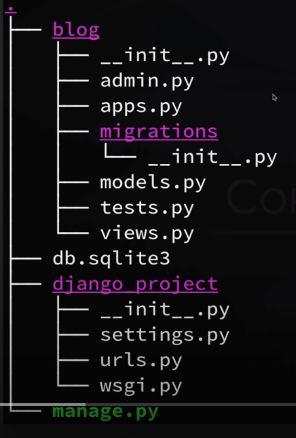 .
blog
__init__.py
admin.py
apps.py
migrations
__init__.py
models.py
tests.py
views.py
db.sqlite3
django_project
__init__.py
settings.py
urls.py
wsgi.py
manage.py